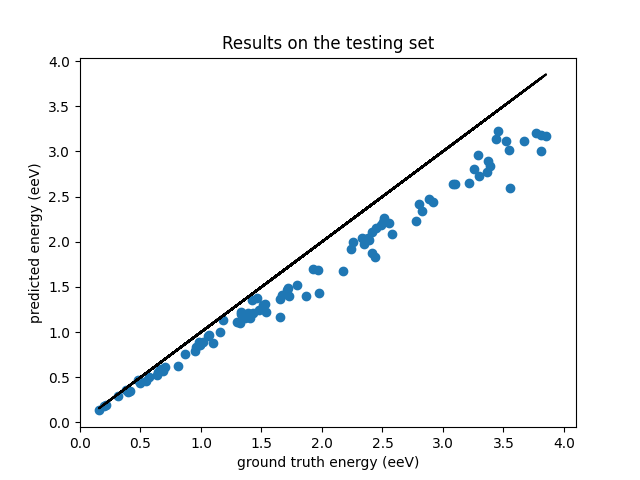 Results on the testing set
4.0
3.5
3.0
2.5
2.0
1.5
1.0
0.5
0.0
predicted energy (eeV)
0.0 0.5 1.0 1.5 2.0 2.5 3.0 3.5 4.0
ground truth energy (eeV)